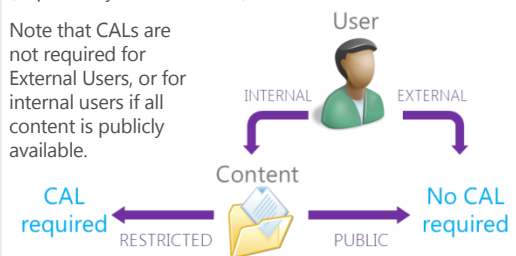 Note that CALs are
not required for
External Users, or for
internal users if all
content is publicly
available.
User
INTERNAL
EXTERNAL
Content
CAL
required
No CAL
required
RESTRICTED
PUBLIC